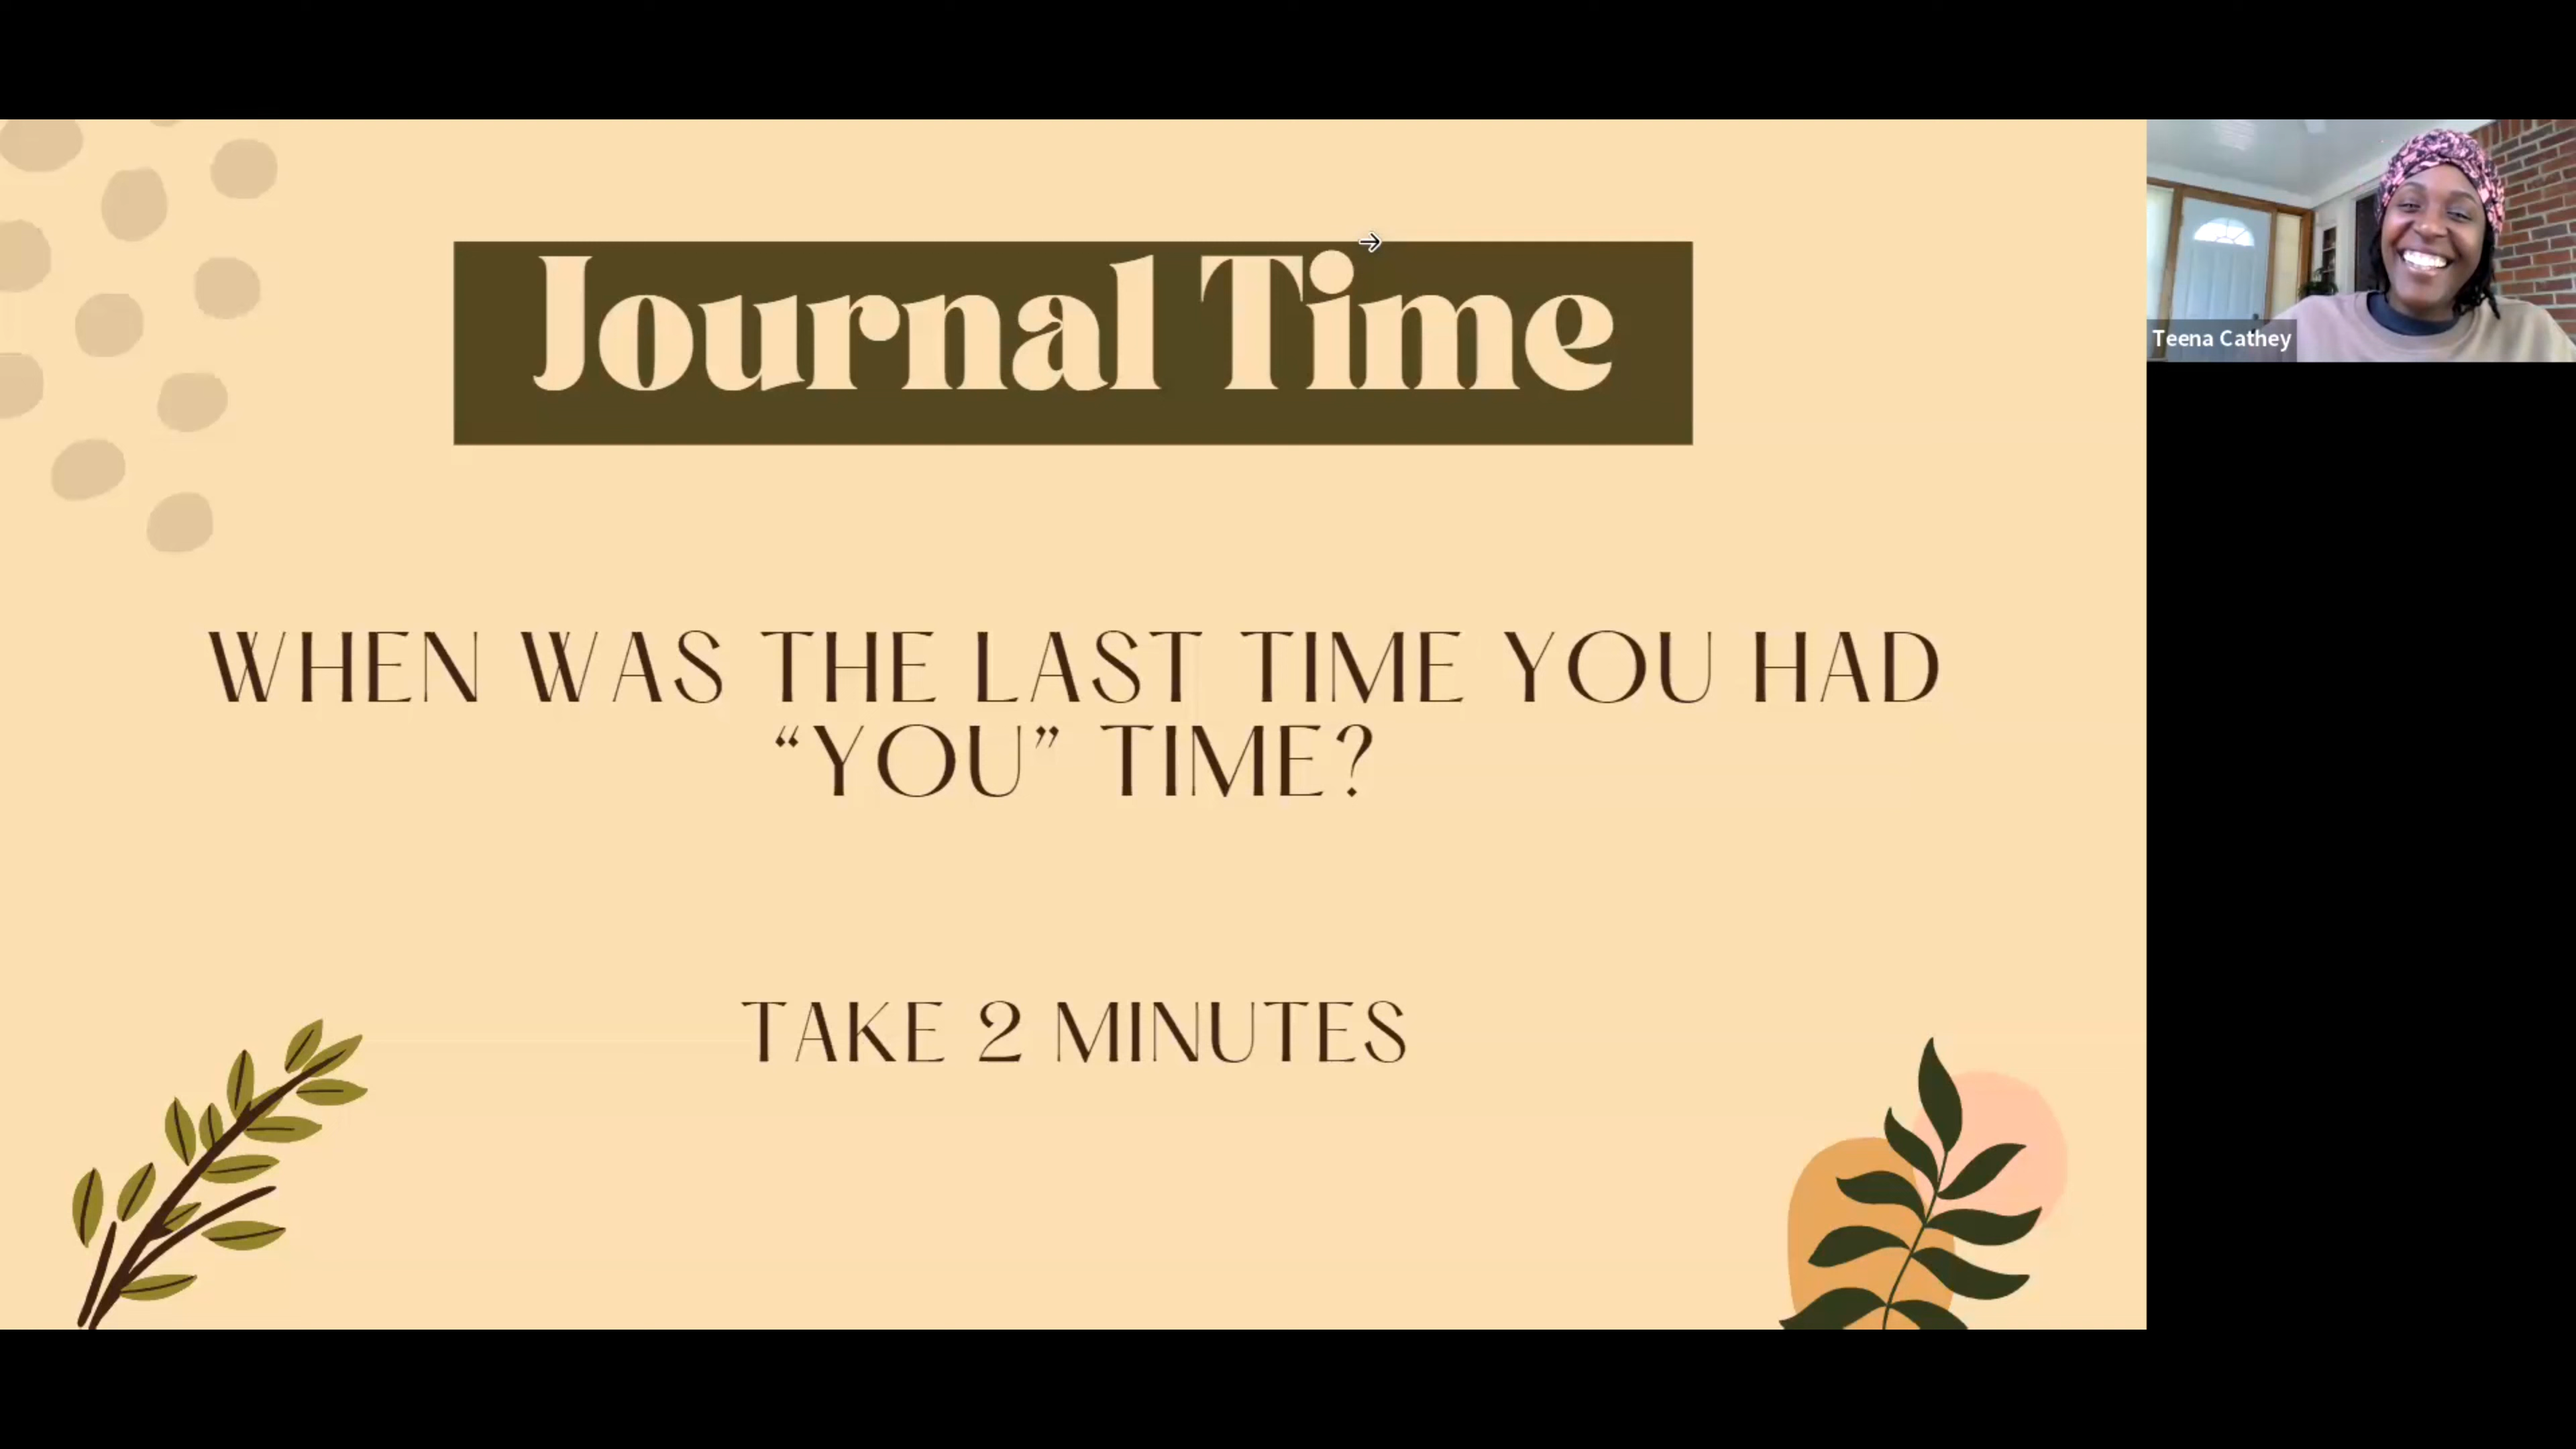 Journal Time
WHEN WAS THE LAST TIME YOU HAD
“YOU” TIME?
TAKE 2 MINUTES
Teena Cathey